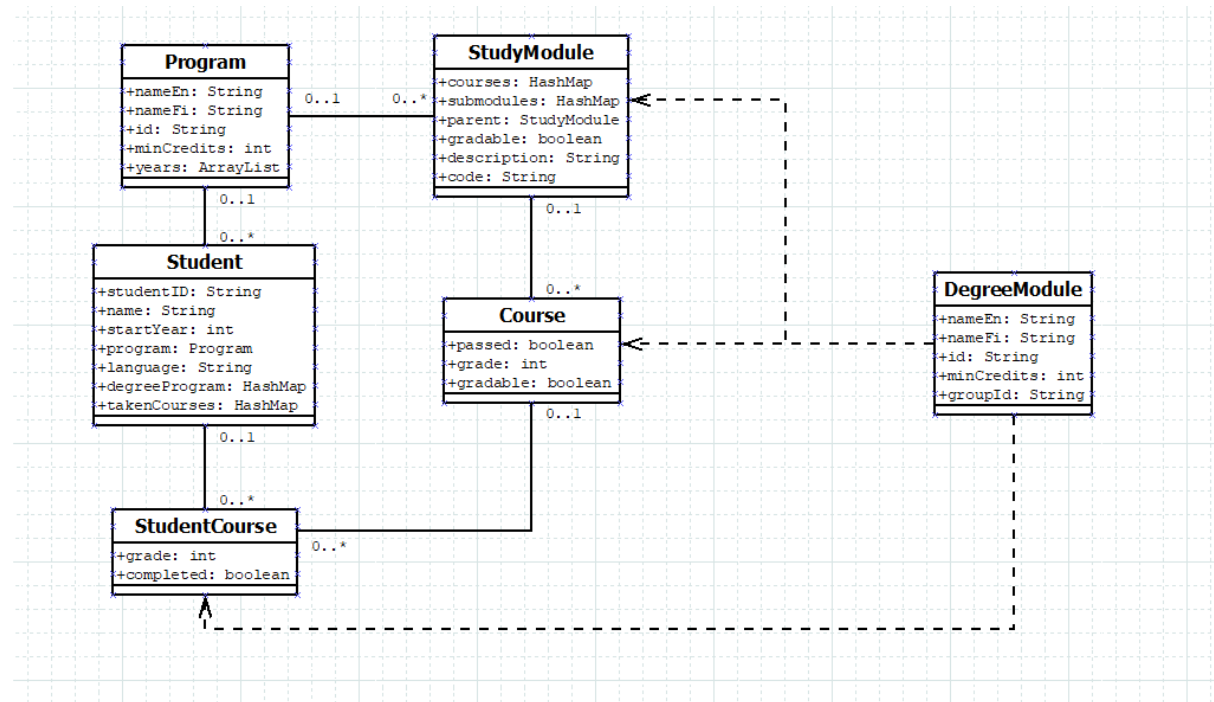 Program
+nameEn: String
+nameFi: String
+id: String
+minCredits: int
+years: ArrayList
0..1
0..*
StudyModule
+courses: HashMap
+submodules: HashMap
+parent: StudyModule
+gradable: boolean
+description: String
+code: String
0..1
0..*
Student
+studentID: String
+name: String
+startYear: int
+program: Program
+language: String
+degreeProgram: HashMap
+takenCourses: HashMap
0..1
0..*
Course
+passed: boolean
+grade: int
+gradable: boolean
0..1
0..*
DegreeModule
+nameEn: String
+nameFi: String
+id: String
+minCredits: int
+groupId: String
0..1
0..*
StudentCourse
+grade: int
+completed: boolean